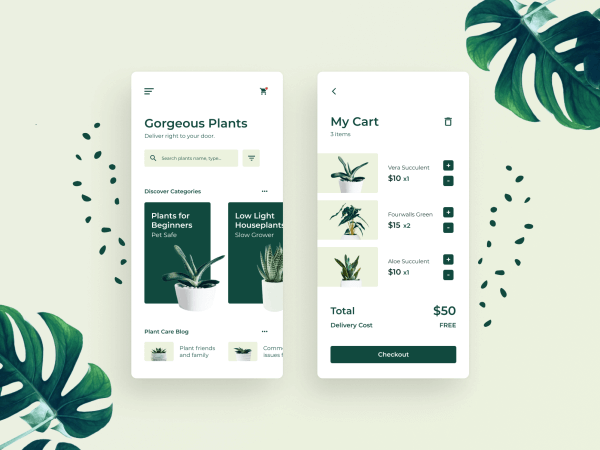 Gorgeous Plants
Deliver right to your door.
Search plants name, type...
Discover Categories
Plants for
Beginners
Pet Safe
Low Light
Houseplants
Slow Grower
Plant Care Blog
Plant friends
and family
Comm
issues f
My Cart
3 items
Vera Succulent
$10 x1
+
-
Fourwalls Green
$15 x2
+
-
Aloe Succulent
$10 x1
+
-
Total $50
Delivery Cost FREE
Checkout